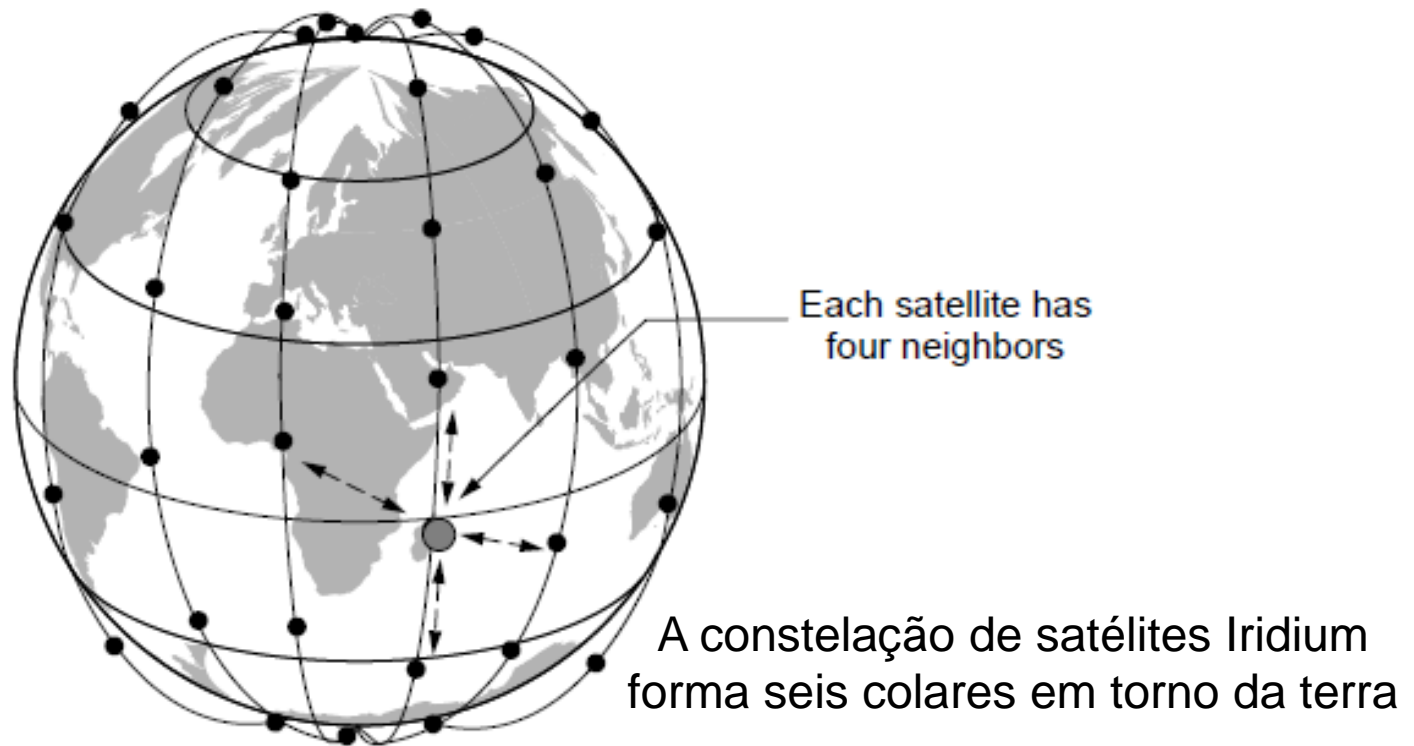 Each satellite has
four neighbors
A constelação de satélites Iridium
forma seis colares em torno da terra